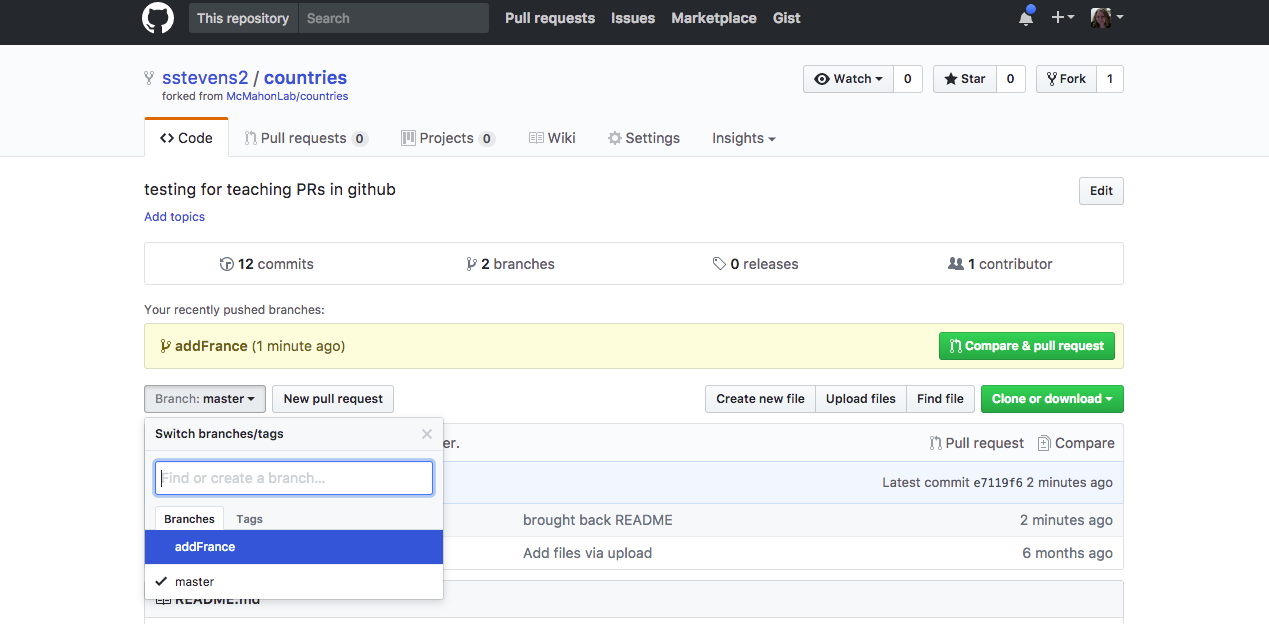 This repository Search Pull requests Issues Marketplace Gist
sstevens2 / countries Watch 0 Star 0 Fork 1
forked from McMahonLab/countries
Code Pull requests 0 Projects 0 Wiki Settings Insights
testing for teaching PRs in github Edit
Add topics
12 commits 2 branches 0 releases 1 contributor
Your recently pushed branches:
addFrance (1 minute ago) Compare & pull request
Branch: master New pull request Create new file Upload files Find file Clone or download
Switch branches/tags er. Pull request Compare
Find or create a branch...
Latest commit e7119f6 2 minutes ago
Branches Tags brought back README 2 minutes ago
addFrance Add files via upload 6 months ago
master
README.md